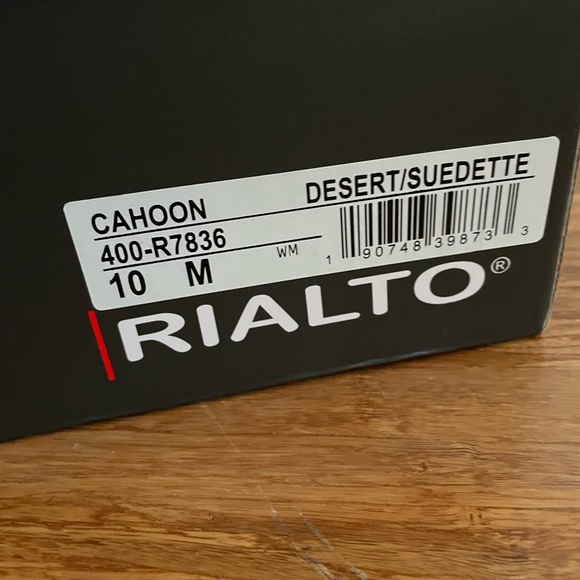 CAHOON DESERT/SUEDETTE
400-R7836
10 M WM
1 90748 39873 3
RIALTO®